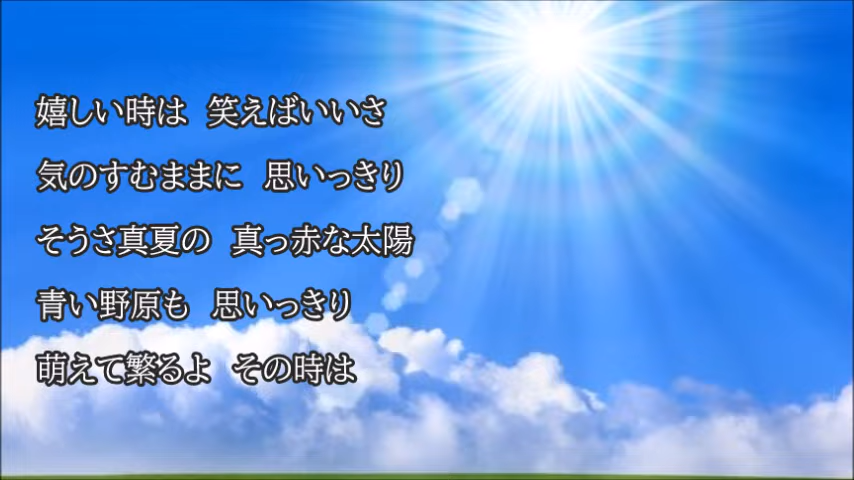 嬉しい時は　笑えばいいさ
気のすむままに　思いっきり
そうさ真夏の　真っ赤な太陽
青い野原も　思いっきり
萌えて繁るよ　その時は